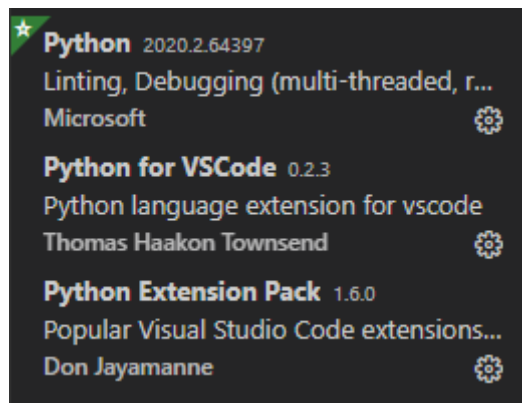 Python 2020.2.64397
Linting, Debugging (multi-threaded, r...
Microsoft
Python for VSCode 0.2.3
Python language extension for vscode
Thomas Haakon Townsend
Python Extension Pack 1.6.0
Popular Visual Studio Code extensions...
Don Jayamanne